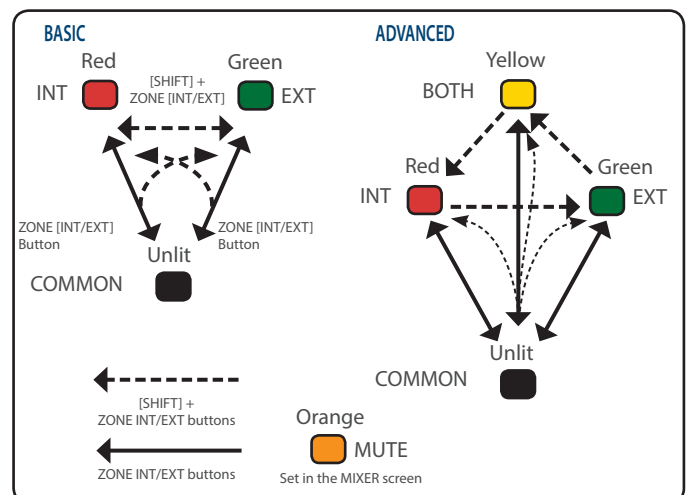 BASIC
Red
Green
[SHIFT] +
ZONE [INT/EXT]
INT
EXT
ZONE [INT/EXT]
Button
ZONE [INT/EXT]
Button
Unlit
COMMON
ADVANCED
Yellow
BOTH
Red
Green
INT
EXT
Unlit
COMMON
[SHIFT] +
ZONE INT/EXT buttons
ZONE INT/EXT buttons
Orange
MUTE
Set in the MIXER screen